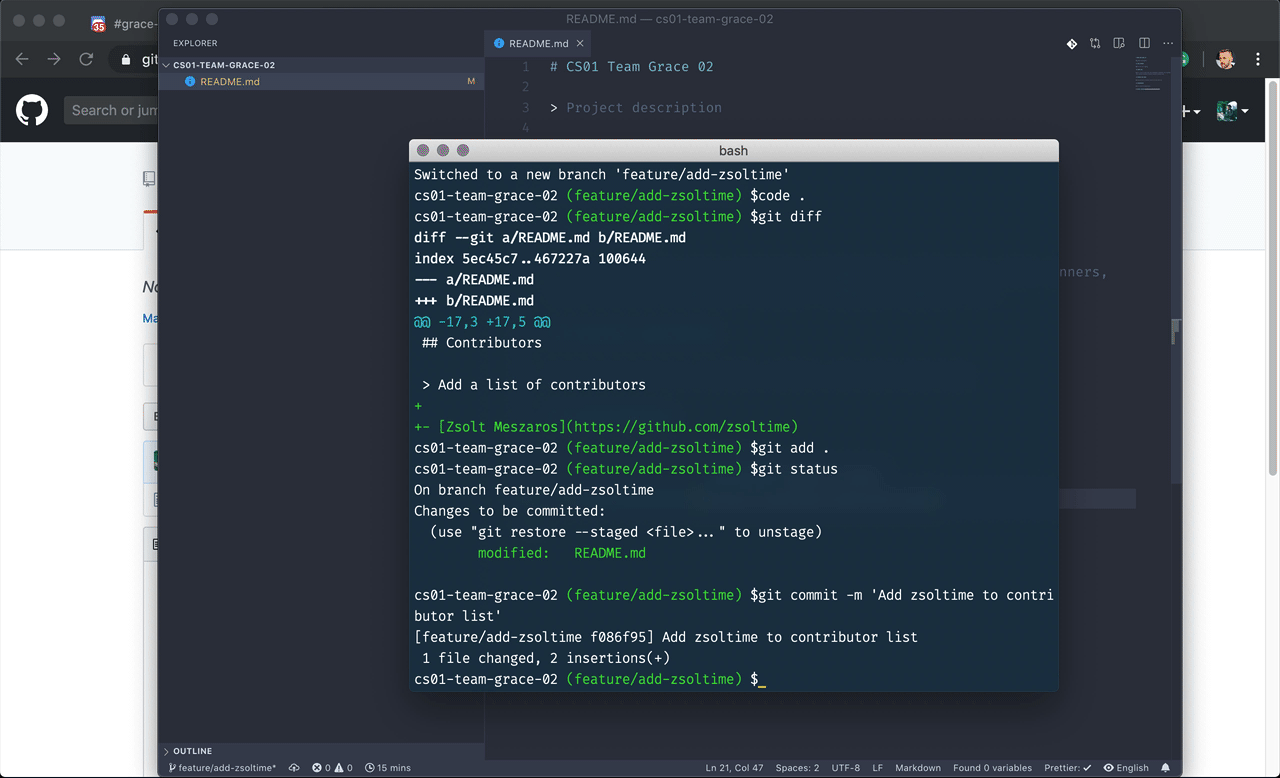 #grace-
README.md — cs01-team-grace-02
EXPLORER
README.md
CS01-TEAM-GRACE-02
README.md M
1 # CS01 Team Grace 02
2
3 > Project description
4
Search or jum
bash
Switched to a new branch 'feature/add-zsoltime'
cs01-team-grace-02 (feature/add-zsoltime) $code .
cs01-team-grace-02 (feature/add-zsoltime) $git diff
diff --git a/README.md b/README.md
index 5ec45c7..467227a 100644
--- a/README.md
+++ b/README.md
@@ -17,3 +17,5 @@
## Contributors
> Add a list of contributors
+
+- [Zsolt Meszaros](https://github.com/zsoltime)
cs01-team-grace-02 (feature/add-zsoltime) $git add .
cs01-team-grace-02 (feature/add-zsoltime) $git status
On branch feature/add-zsoltime
Changes to be committed:
(use "git restore --staged <file>..." to unstage)
modified: README.md
cs01-team-grace-02 (feature/add-zsoltime) $git commit -m 'Add zsoltime to contri
butor list'
[feature/add-zsoltime f086f95] Add zsoltime to contributor list
1 file changed, 2 insertions(+)
cs01-team-grace-02 (feature/add-zsoltime) $_
nners,
OUTLINE
feature/add-zsoltime* 0 0 15 mins Ln 21, Col 47 Spaces: 2 UTF-8 LF Markdown Found 0 variables Prettier: ✓ English